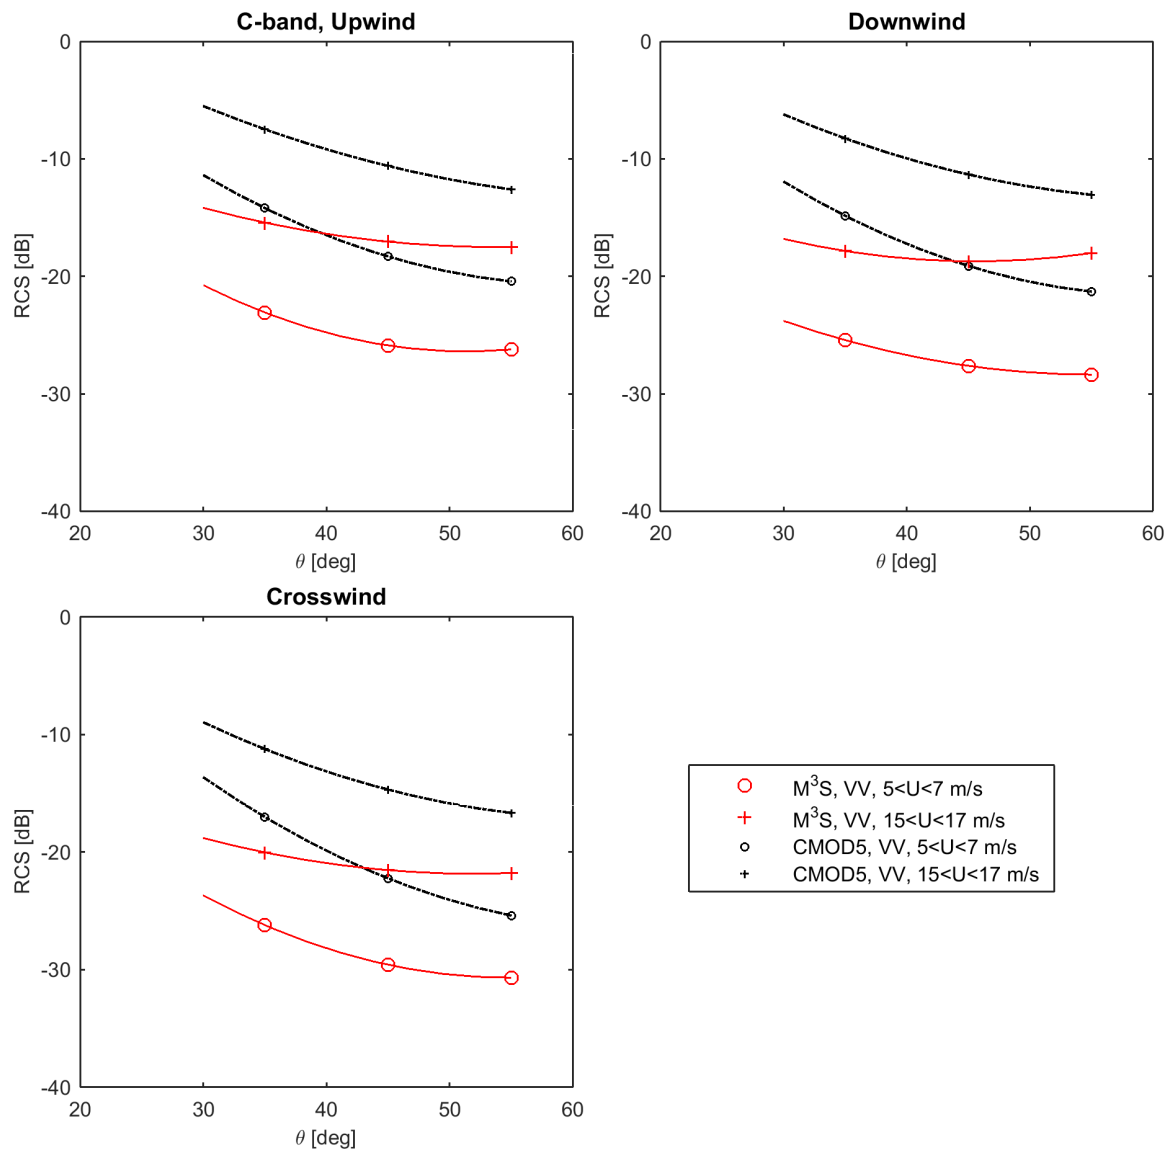 C-band, Upwind
0
-10
-20
-30
-40
RCS [dB]
20
30
40
50
60
θ [deg]
Downwind
0
-10
-20
-30
-40
RCS [dB]
20
30
40
50
60
θ [deg]
Crosswind
0
-10
-20
-30
-40
RCS [dB]
20
30
40
50
60
θ [deg]
M³S, VV, 5<U<7 m/s
M³S, VV, 15<U<17 m/s
CMOD5, VV, 5<U<7 m/s
CMOD5, VV, 15<U<17 m/s